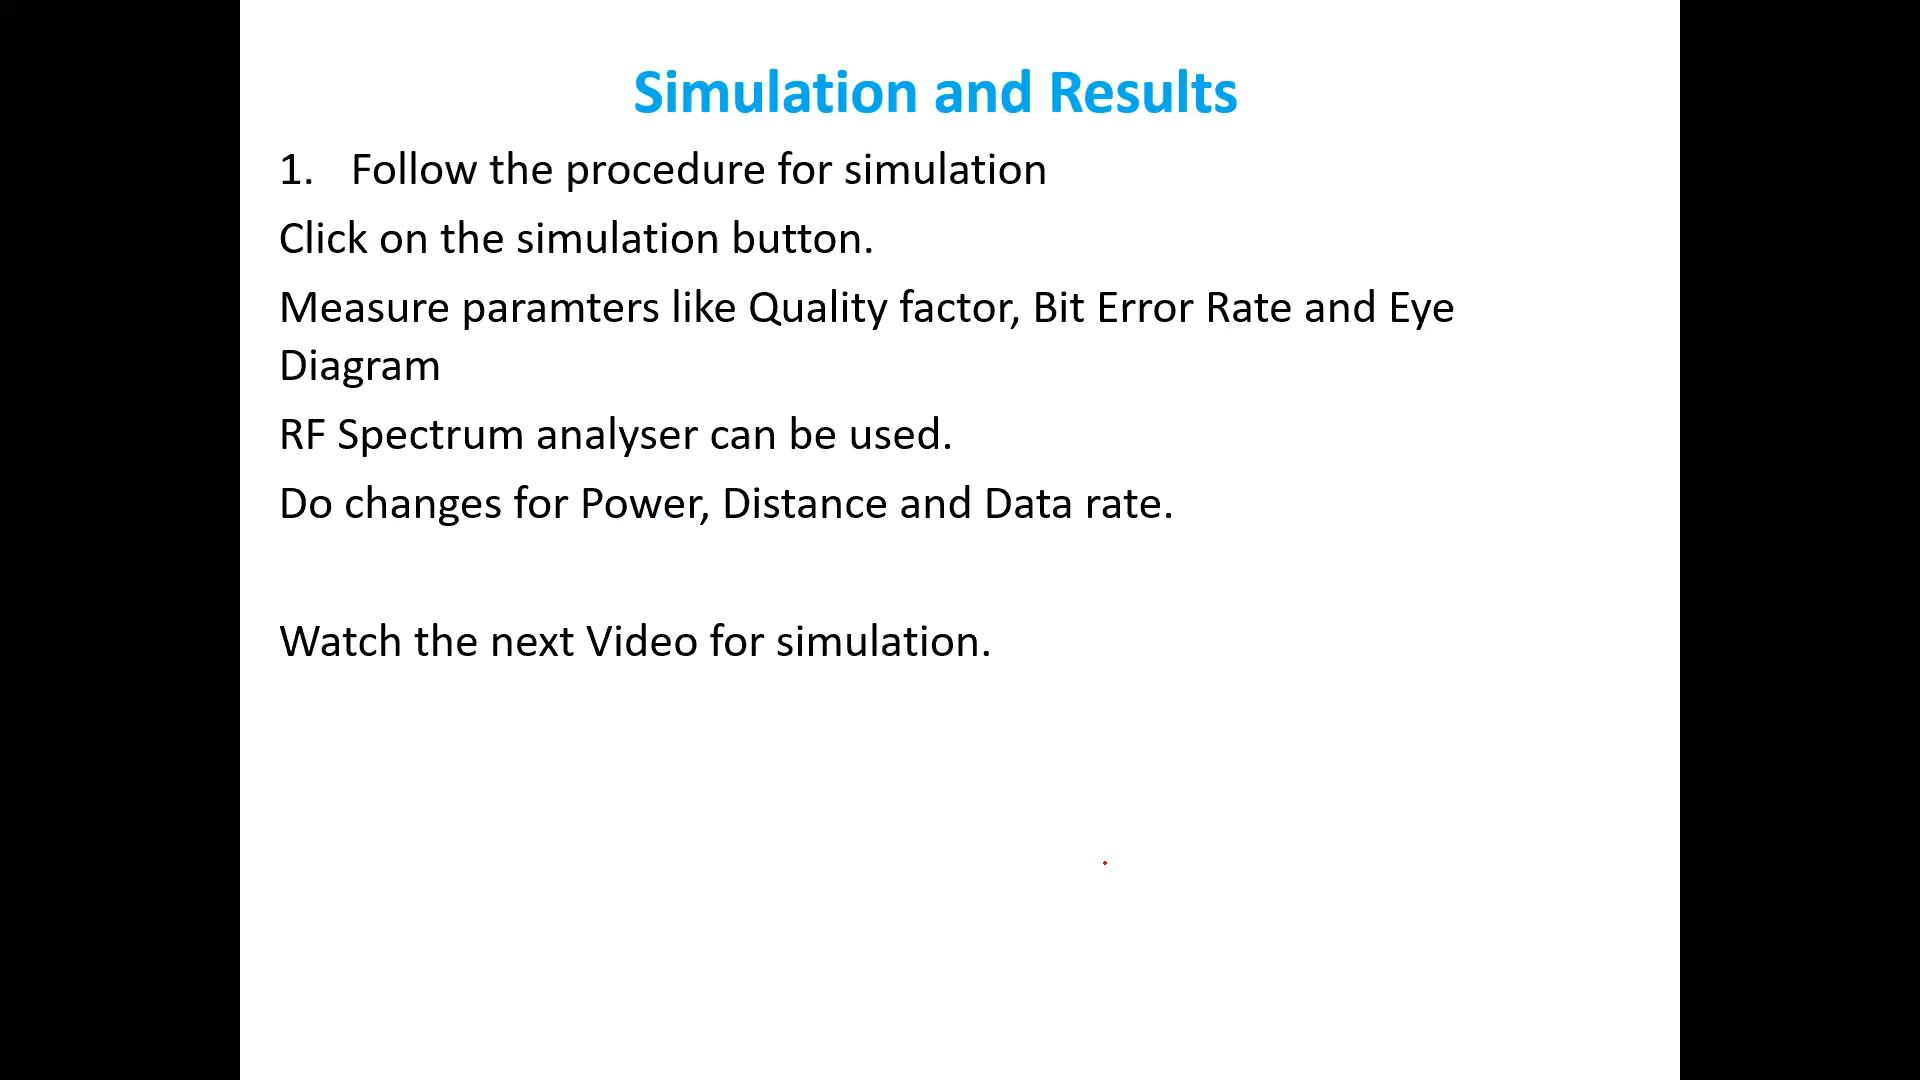 Simulation and Results
1. Follow the procedure for simulation
Click on the simulation button.
Measure paramters like Quality factor, Bit Error Rate and Eye
Diagram
RF Spectrum analyser can be used.
Do changes for Power, Distance and Data rate.
Watch the next Video for simulation.